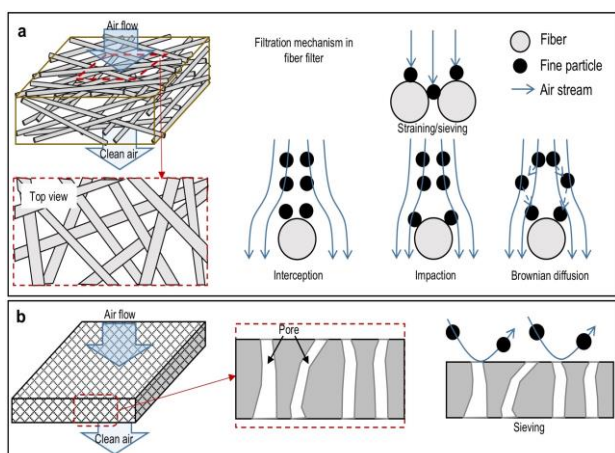 a
Air flow
Filtration mechanism in
fiber filter
Fiber
Fine particle
Air stream
Straining/sieving
Clean air
Top view
Interception
Impaction
Brownian diffusion
b
Air flow
Pore
Clean air
Sieving